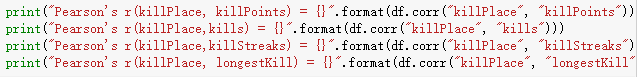 print("Pearson's r(killPlace, killPoints) = {}".format(df.corr("killPlace", "killPoints"))
print("Pearson's r(killPlace,kills) = {}".format(df.corr("killPlace", "kills")))
print("Pearson's r(killPlace,killStreaks) = {}".format(df.corr("killPlace", "killStreaks")
print("Pearson's r(killPlace, longestKill) = {}".format(df.corr("killPlace", "longestKill"